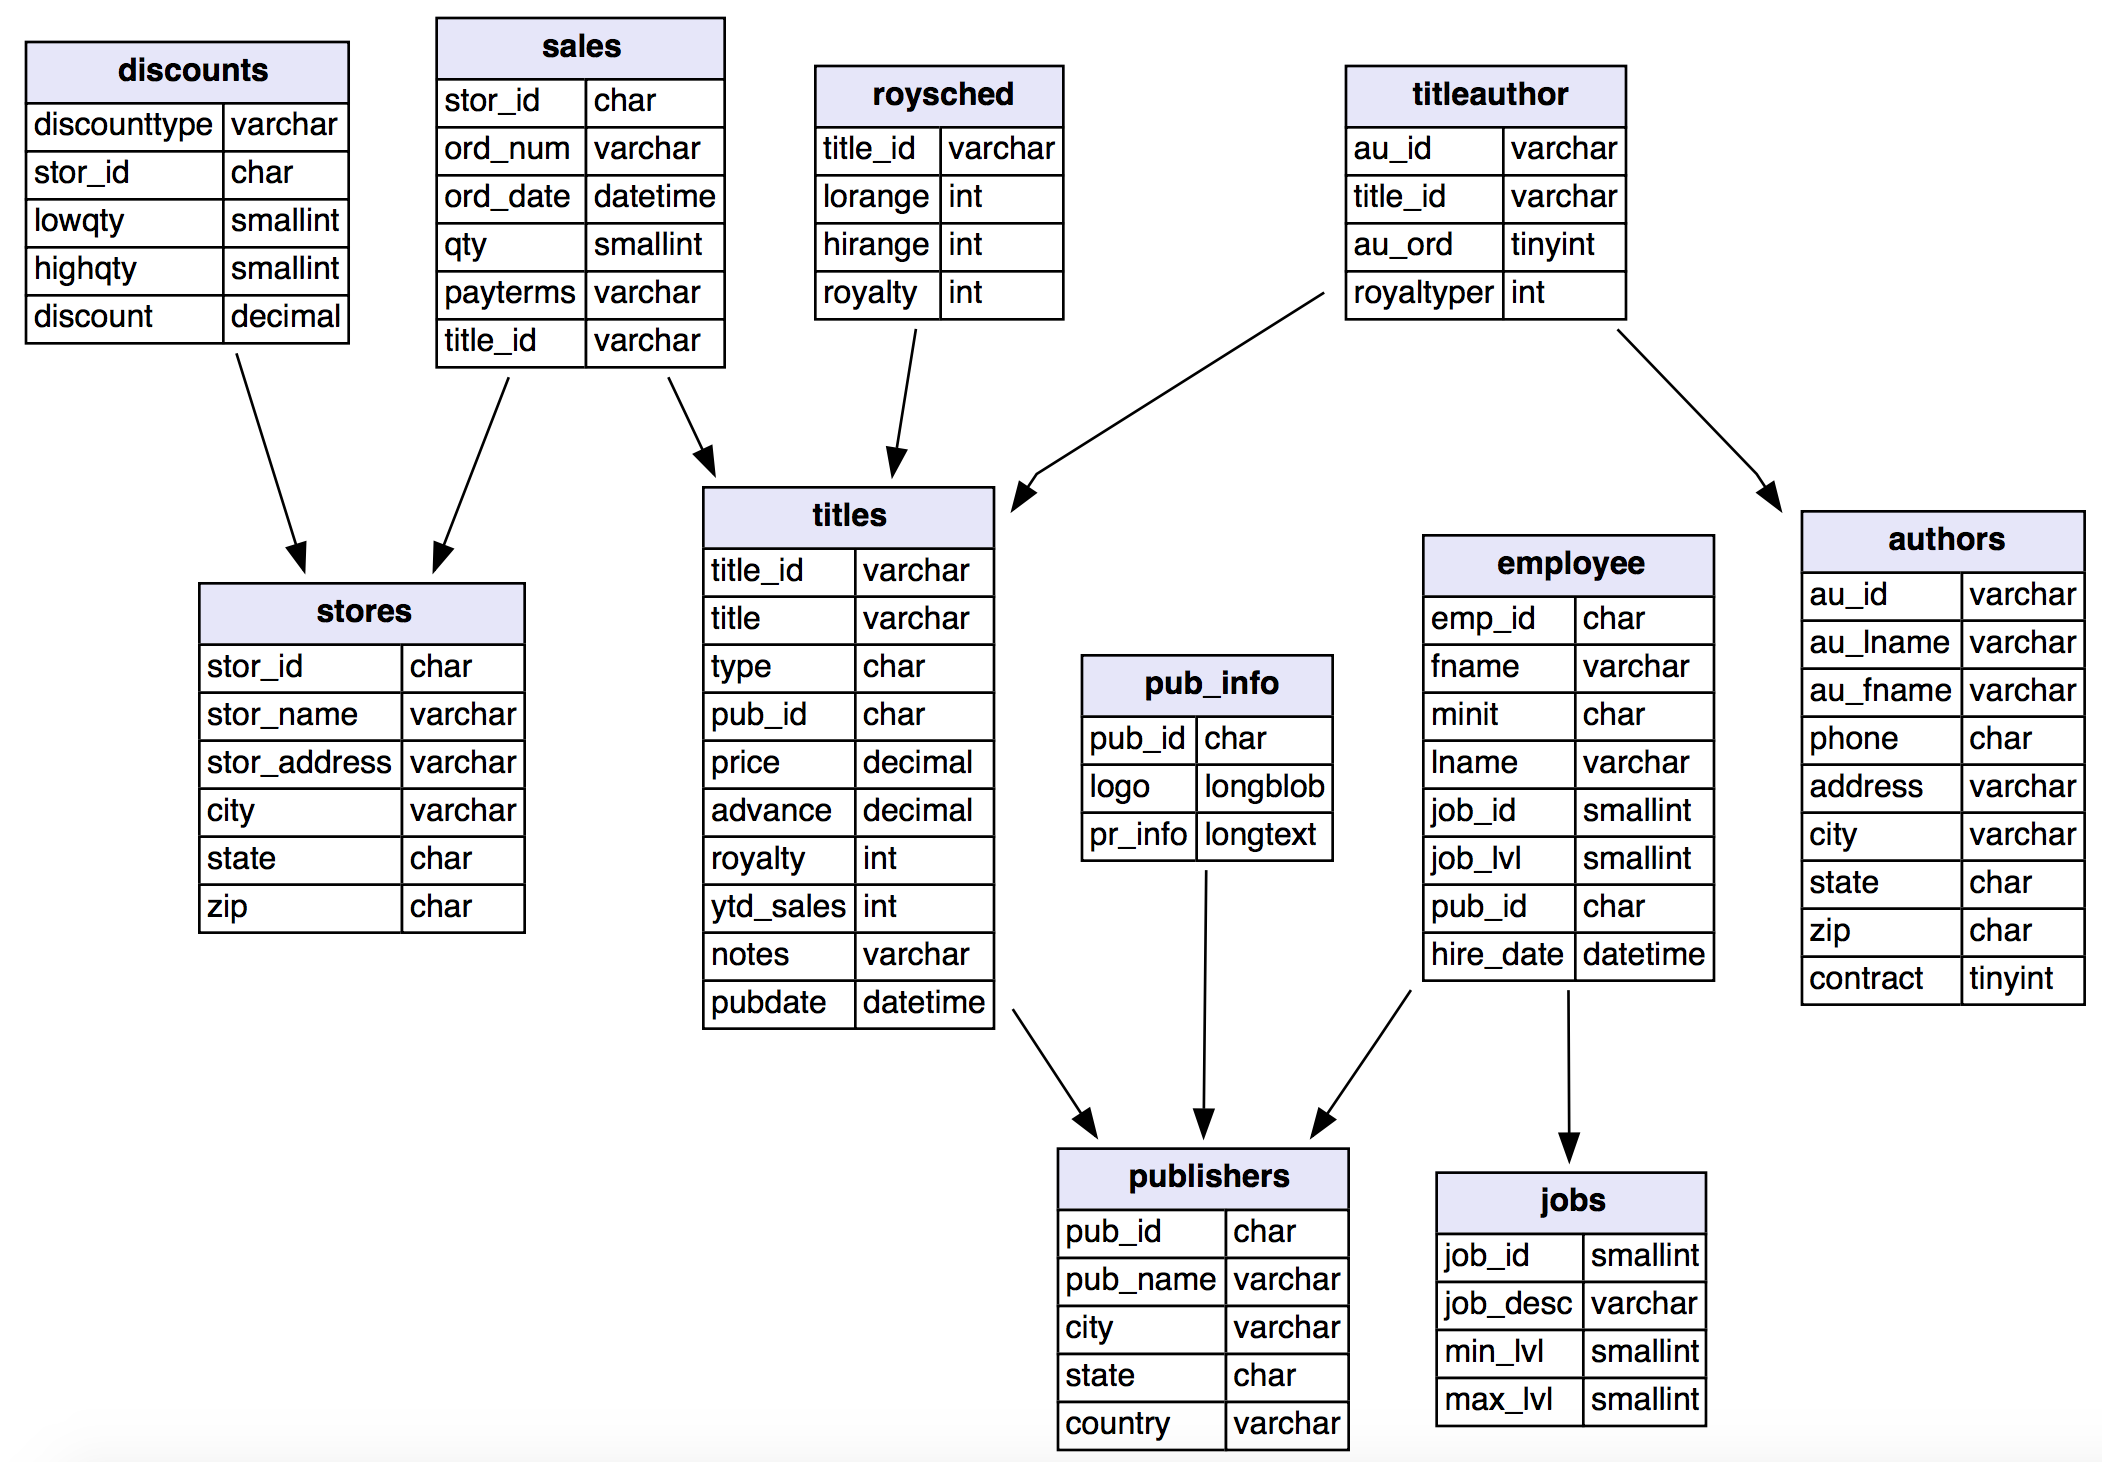 discounts
discounttype varchar
stor_id char
lowqty smallint
highqty smallint
discount decimal
sales
stor_id char
ord_num varchar
ord_date datetime
qty smallint
payterms varchar
title_id varchar
roysched
title_id varchar
lorange int
hirange int
royalty int
titleauthor
au_id varchar
title_id varchar
au_ord tinyint
royaltyper int
stores
stor_id char
stor_name varchar
stor_address varchar
city varchar
state char
zip char
titles
title_id varchar
title varchar
type char
pub_id char
price decimal
advance decimal
royalty int
ytd_sales int
notes varchar
pubdate datetime
pub_info
pub_id char
logo longblob
pr_info longtext
employee
emp_id char
fname varchar
minit char
lname varchar
job_id smallint
job_lvl smallint
pub_id char
hire_date datetime
authors
au_id varchar
au_lname varchar
au_fname varchar
phone char
address varchar
city varchar
state char
zip char
contract tinyint
publishers
pub_id char
pub_name varchar
city varchar
state char
country varchar
jobs
job_id smallint
job_desc varchar
min_lvl smallint
max_lvl smallint